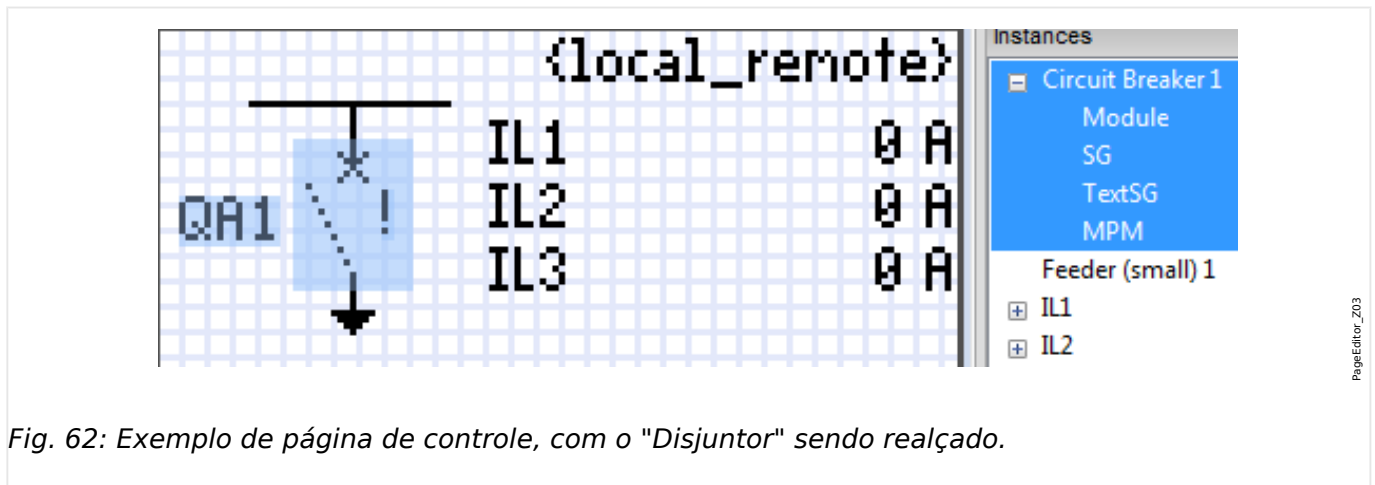 {local_remote}
IL1 0 A
QA1 ! IL2 0 A
IL3 0 A
Instances
Circuit Breaker 1
Module
SG
TextSG
MPM
Feeder (small) 1
IL1
IL2
PageEditor_Z03
Fig. 62: Exemplo de página de controle, com o "Disjuntor" sendo realçado.